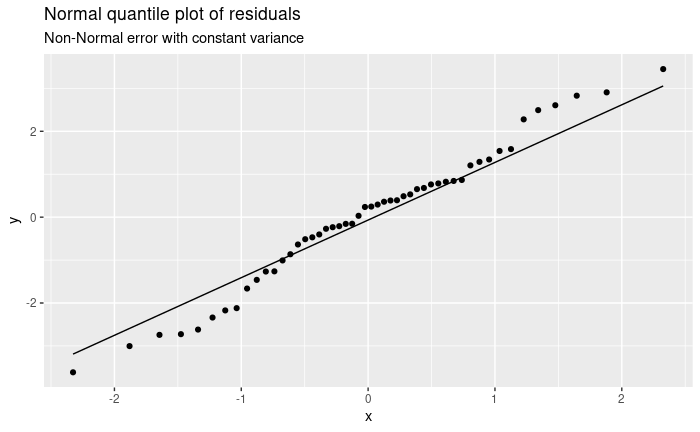 Normal quantile plot of residuals
Non-Normal error with constant variance
2
0
-2
y
-2
-1
0
1
2
x